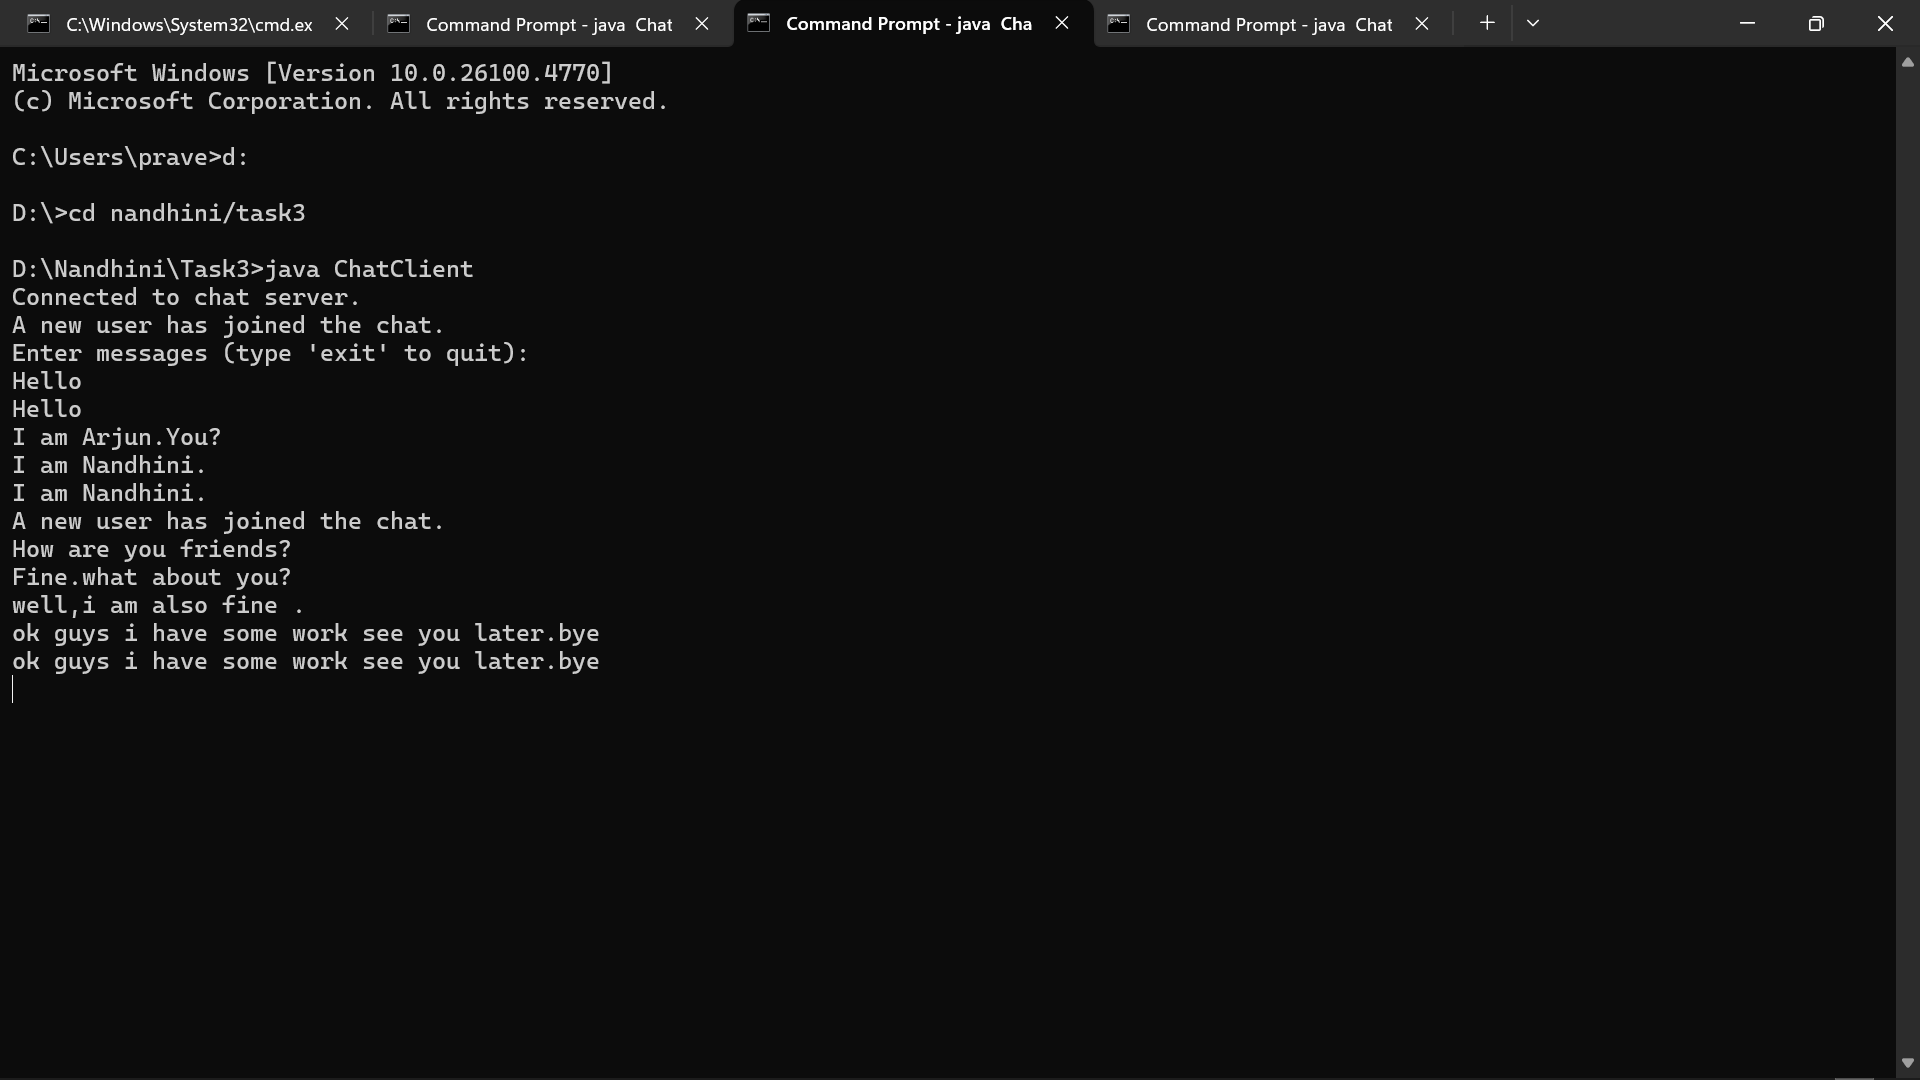 C:\Windows\System32\cmd.ex
Command Prompt - java  Chat
Command Prompt - java  Cha
Command Prompt - java  Chat
Microsoft Windows [Version 10.0.26100.4770]
(c) Microsoft Corporation. All rights reserved.
C:\Users\prave>d:
D:\>cd nandhini/task3
D:\Nandhini\Task3>java ChatClient
Connected to chat server.
A new user has joined the chat.
Enter messages (type 'exit' to quit):
Hello
Hello
I am Arjun.You?
I am Nandhini.
I am Nandhini.
A new user has joined the chat.
How are you friends?
Fine.what about you?
well,i am also fine .
ok guys i have some work see you later.bye
ok guys i have some work see you later.bye